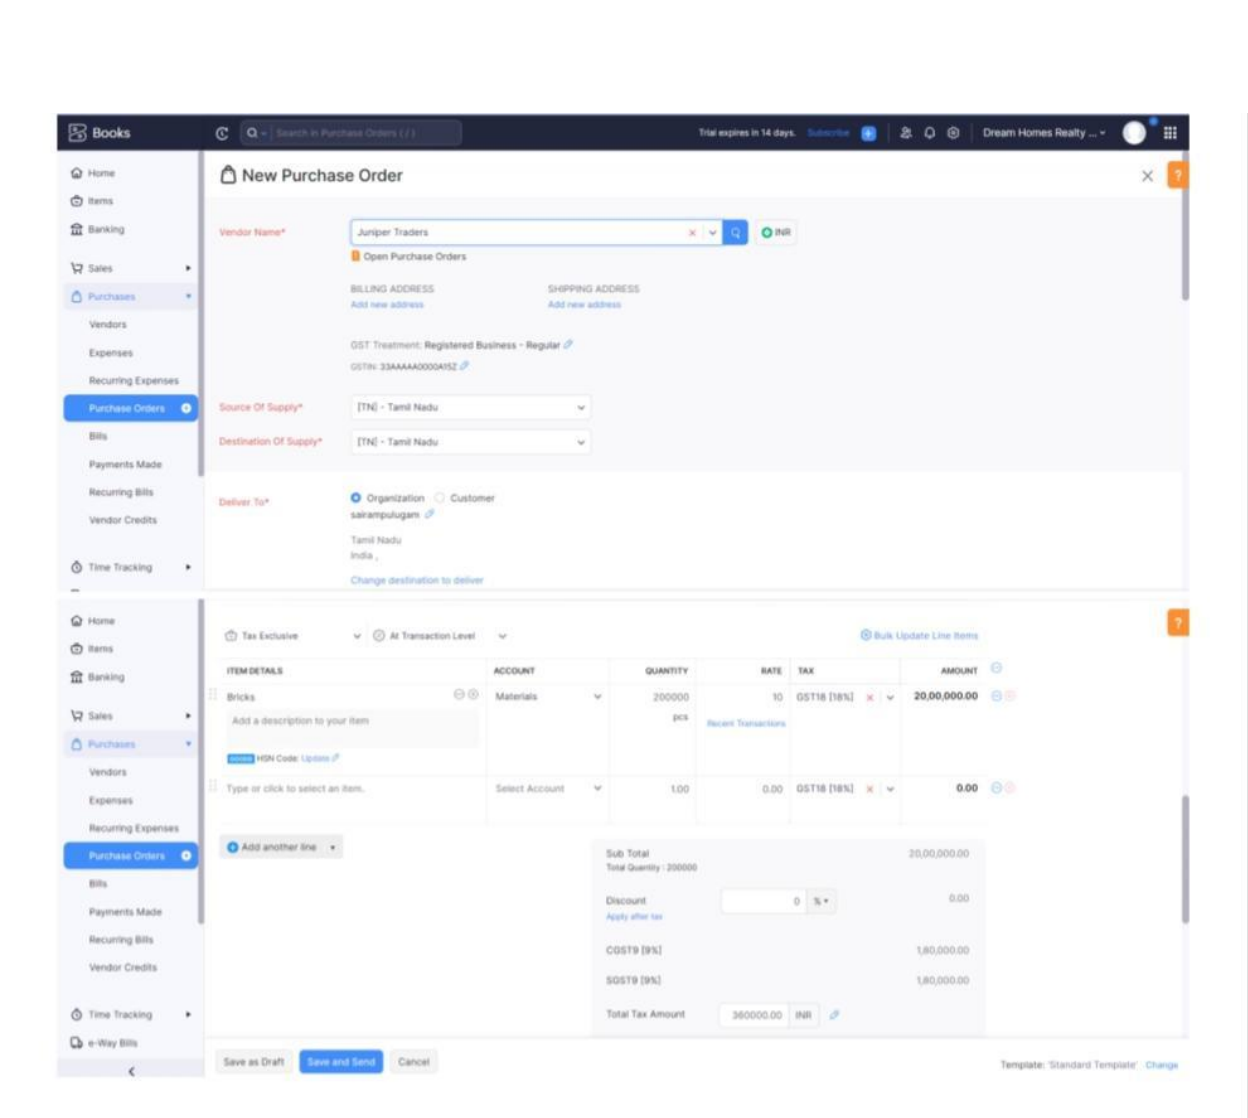 Books
Search in Purchase Orders ( / )
Trial expires in 14 days.
Subscribe
Dream Homes Realty ...
Home
Items
Banking
Sales
Purchases
Vendors
Expenses
Recurring Expenses
Purchase Orders
Bills
Payments Made
Recurring Bills
Vendor Credits
Time Tracking
New Purchase Order
?
Vendor Name*
Juniper Traders
INR
Open Purchase Orders
BILLING ADDRESS
SHIPPING ADDRESS
Add new address
Add new address
GST Treatment: Registered Business - Regular
GSTIN: 33AAAAA0000A15Z
Source Of Supply*
[TN] - Tamil Nadu
Destination Of Supply*
[TN] - Tamil Nadu
Deliver To*
Organization
Customer
sairampulugam
Tamil Nadu
India ,
Change destination to deliver
Home
Items
Banking
Sales
Purchases
Vendors
Expenses
Recurring Expenses
Purchase Orders
Bills
Payments Made
Recurring Bills
Vendor Credits
Time Tracking
e-Way Bills
?
Tax Exclusive
At Transaction Level
Bulk Update Line Items
ITEM DETAILS
ACCOUNT
QUANTITY
RATE
TAX
AMOUNT
Bricks
Materials
200000
10
GST18 [18%]
20,00,000.00
Add a description to your item
pcs
Recent Transactions
HSN Code: Update
Type or click to select an item.
Select Account
1.00
0.00
GST18 [18%]
0.00
Add another line
Sub Total
20,00,000.00
Total Quantity : 200000
Discount
0
%
0.00
Apply after tax
CGST9 [9%]
1,80,000.00
SGST9 [9%]
1,80,000.00
Total Tax Amount
360000.00
INR
Save as Draft
Save and Send
Cancel
Template: 'Standard Template'
Change